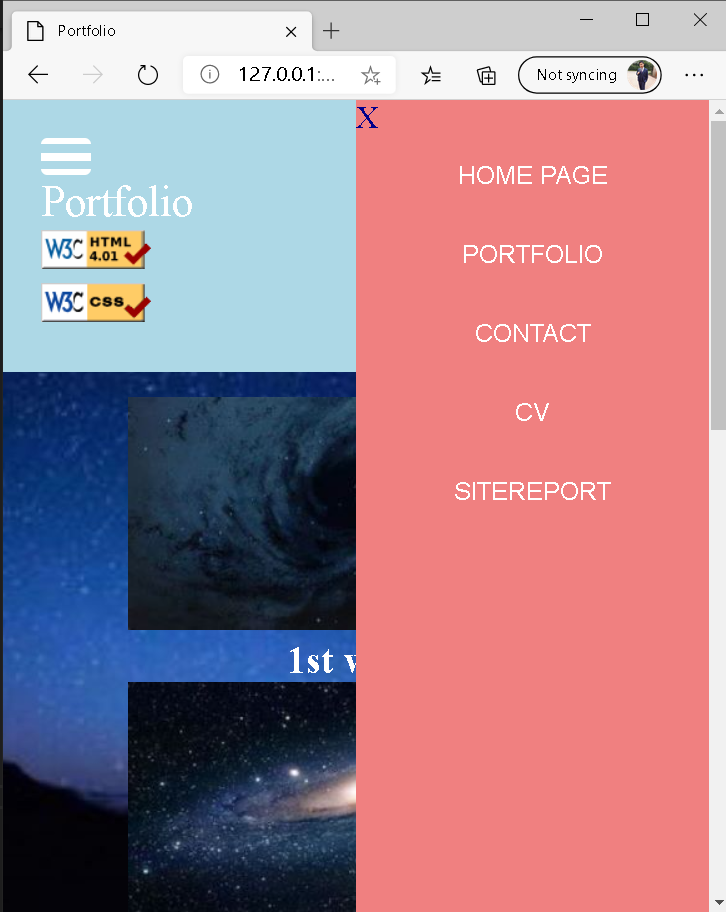 Portfolio
127.0.0.1:...
Not syncing
X
HOME PAGE
PORTFOLIO
CONTACT
CV
SITEREPORT
Portfolio
W3C HTML 4.01
W3C css
1st